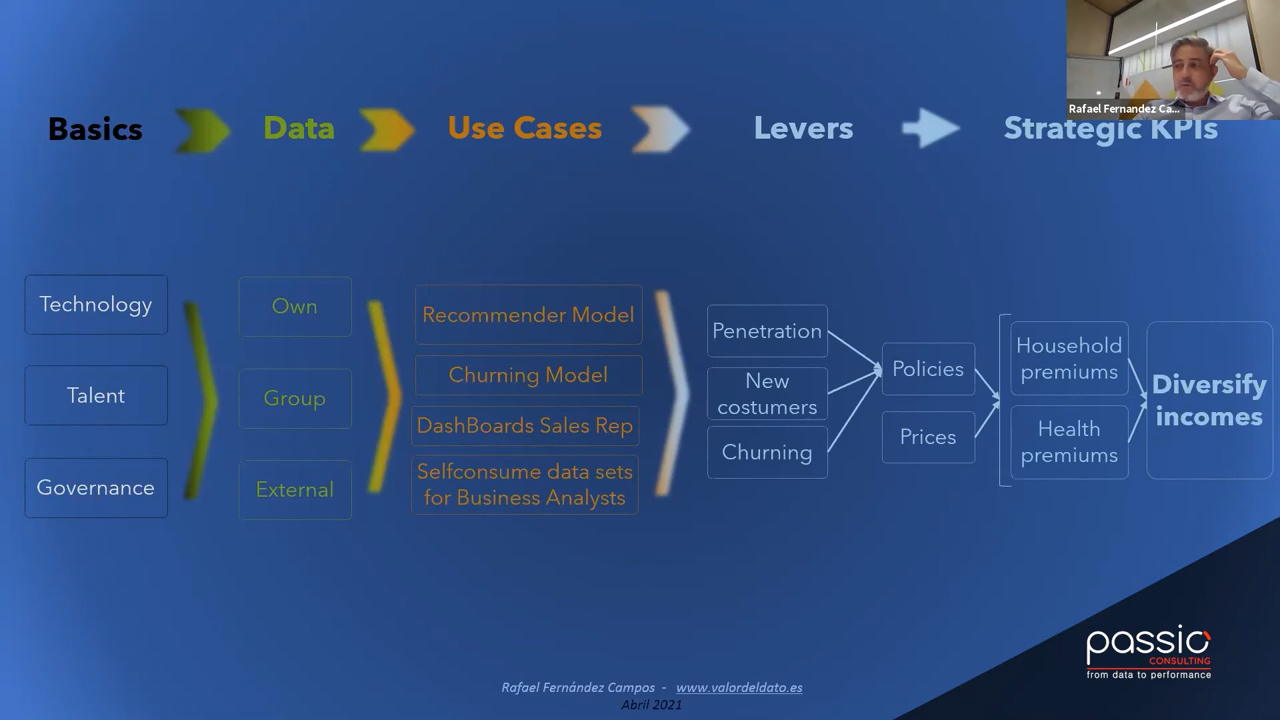 Rafael Fernandez Ca...
Basics
Data
Use Cases
Levers
Strategic KPIs
Technology
Talent
Governance
Own
Group
External
Recommender Model
Churning Model
DashBoards Sales Rep
Selfconsume data sets
for Business Analysts
Penetration
New
costumers
Churning
Policies
Prices
Household
premiums
Health
premiums
Diversify
incomes
passic
CONSULTING
from data to performance
Rafael Fernández Campos - www.valordeldato.es
Abril 2021